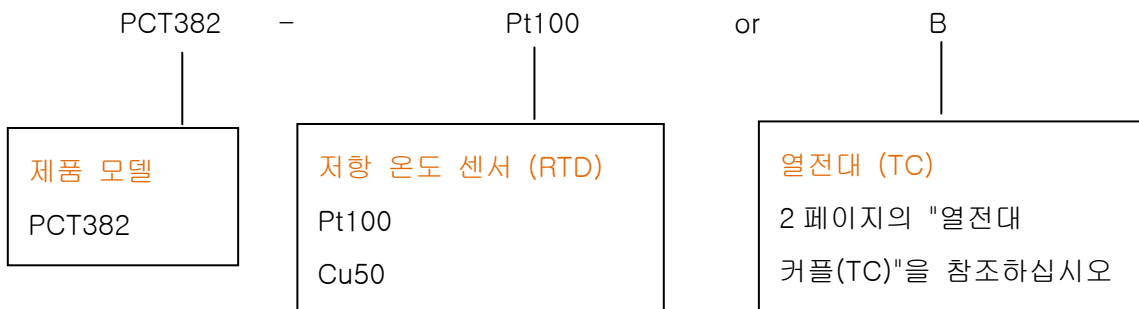 PCT382 – Pt100 or B
제품 모델
PCT382
저항 온도 센서 (RTD)
Pt100
Cu50
열전대 (TC)
2 페이지의 "열전대
커플(TC)"을 참조하십시오